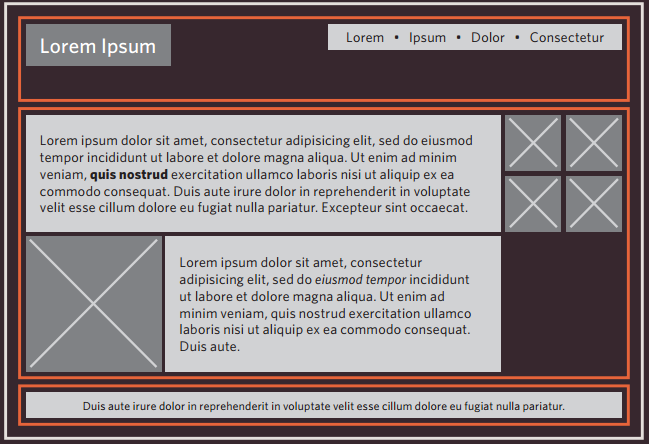 Lorem Ipsum
Lorem • Ipsum • Dolor • Consectetur
Lorem ipsum dolor sit amet, consectetur adipisicing elit, sed do eiusmod
tempor incididunt ut labore et dolore magna aliqua. Ut enim ad minim
veniam, quis nostrud exercitation ullamco laboris nisi ut aliquip ex ea
commodo consequat. Duis aute irure dolor in reprehenderit in voluptate
velit esse cillum dolore eu fugiat nulla pariatur. Excepteur sint occaecat.
Lorem ipsum dolor sit amet, consectetur
adipisicing elit, sed do eiusmod tempor incididunt
ut labore et dolore magna aliqua. Ut enim ad
minim veniam, quis nostrud exercitation ullamco
laboris nisi ut aliquip ex ea commodo consequat.
Duis aute.
Duis aute irure dolor in reprehenderit in voluptate velit esse cillum dolore eu fugiat nulla pariatur.